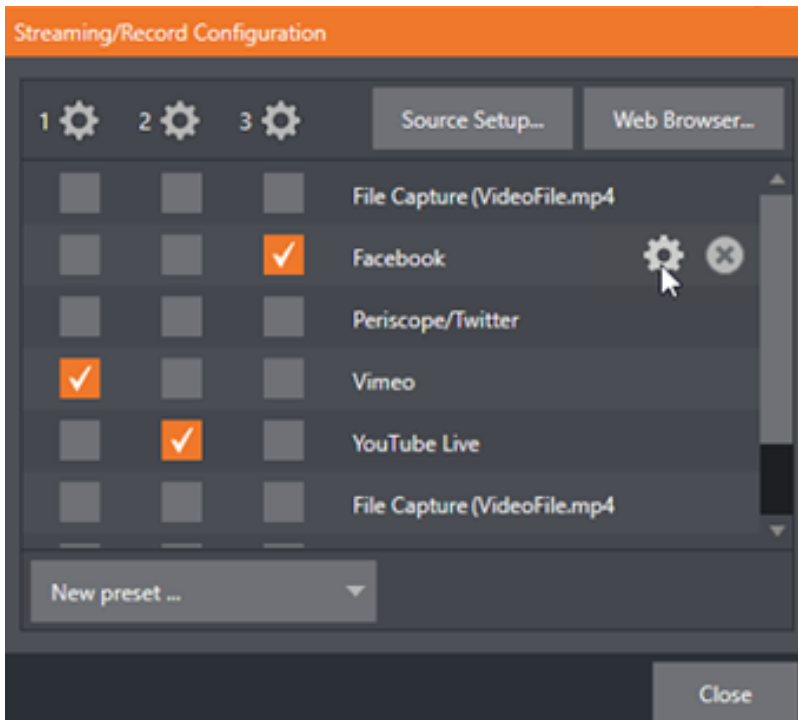 Streaming/Record Configuration
1 2 3 Source Setup... Web Browser...
File Capture (VideoFile.mp4
Facebook
Periscope/Twitter
Vimeo
YouTube Live
File Capture (VideoFile.mp4
New preset ...
Close